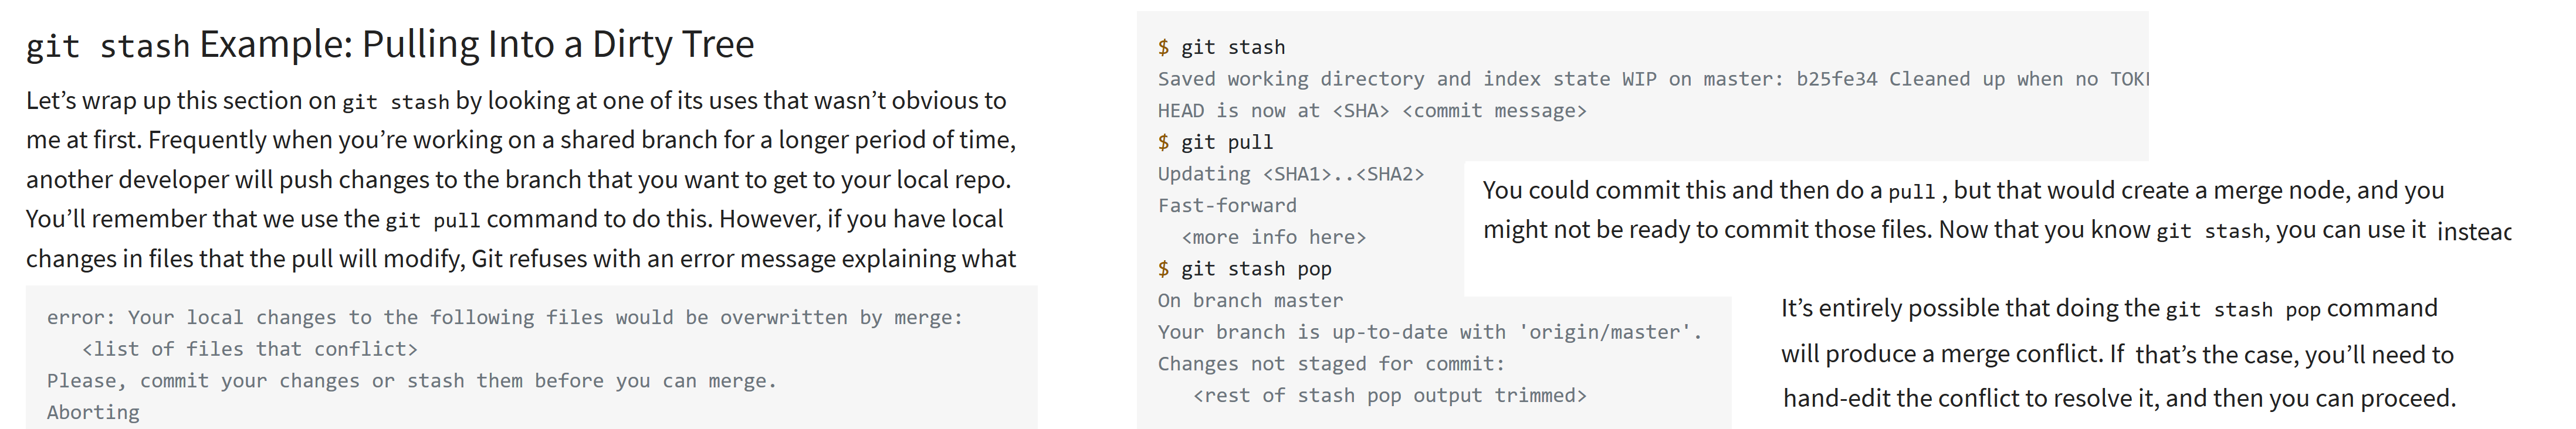 git stash Example: Pulling Into a Dirty Tree
Let’s wrap up this section on git stash by looking at one of its uses that wasn’t obvious to
me at first. Frequently when you’re working on a shared branch for a longer period of time,
another developer will push changes to the branch that you want to get to your local repo.
You’ll remember that we use the git pull command to do this. However, if you have local
changes in files that the pull will modify, Git refuses with an error message explaining what
error: Your local changes to the following files would be overwritten by merge:
<list of files that conflict>
Please, commit your changes or stash them before you can merge.
Aborting
$ git stash
Saved working directory and index state WIP on master: b25fe34 Cleaned up when no
HEAD is now at <SHA> <commit message>
$ git pull
Updating <SHA1>..<SHA2>
Fast-forward
<more info here>
$ git stash pop
On branch master
Your branch is up-to-date with 'origin/master'.
Changes not staged for commit:
<rest of stash pop output trimmed>
You could commit this and then do a pull , but that would create a merge node, and you
might not be ready to commit those files. Now that you know git stash, you can use it
It’s entirely possible that doing the git stash pop command
will produce a merge conflict. If that’s the case, you’ll need to
hand-edit the conflict to resolve it, and then you can proceed.